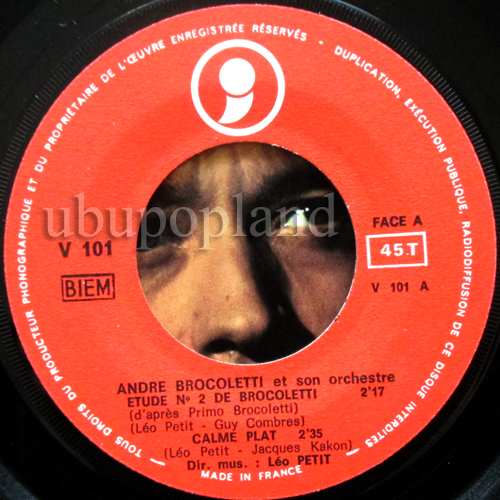 TOUS DROITS DU PRODUCTEUR PHONOGRAPHIQUE ET DU PROPRIÉTAIRE DE L'ŒUVRE ENREGISTRÉE RÉSERVÉS - DUPLICATION, EXÉCUTION PUBLIQUE, RADIODIFFUSION DE CE DISQUE INTERDITES
ubupopland
V 101
BIEM
FACE A
45.T
V 101 A
ANDRE BROCOLETTI et son orchestre
ETUDE No 2 DE BROCOLETTI 2'17
(d'après Primo Brocoletti)
(Léo Petit - Guy Combres)
CALME PLAT 2'35
(Léo Petit - Jacques Kakon)
Dir. mus. : Léo PETIT
MADE IN FRANCE